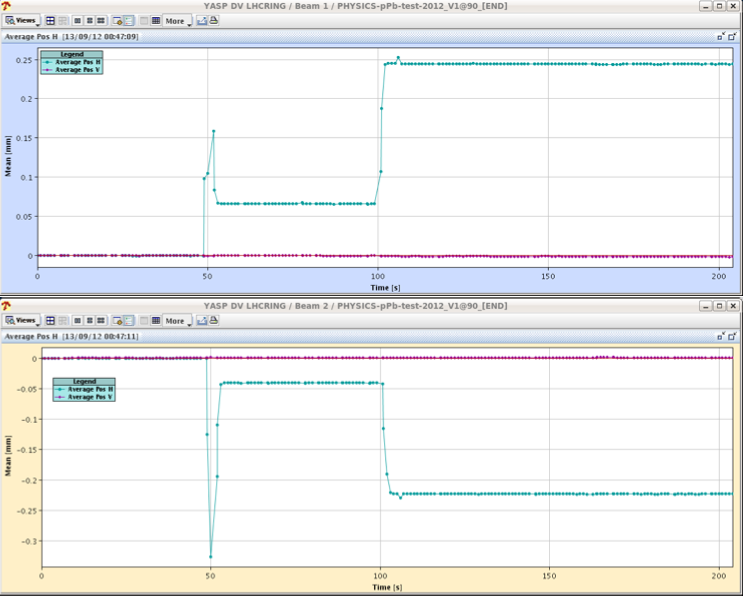 YASP DV LHCRING / Beam 1 / PHYSICS-pPb-test-2012_V1@90_[END]
Views More
Average Pos H [13/09/12 00:47:09]
Legend
Average Pos H
Average Pos V
0.25
0.2
0.15
0.1
0.05
0
Mean [mm]
0 50 100 150 200
Time [s]
YASP DV LHCRING / Beam 2 / PHYSICS-pPb-test-2012_V1@90_[END]
Views More
Average Pos H [13/09/12 00:47:11]
0
Legend
Average Pos H
Average Pos V
−0.05
−0.1
−0.15
−0.2
−0.25
−0.3
Mean [mm]
0 50 100 150 200
Time [s]